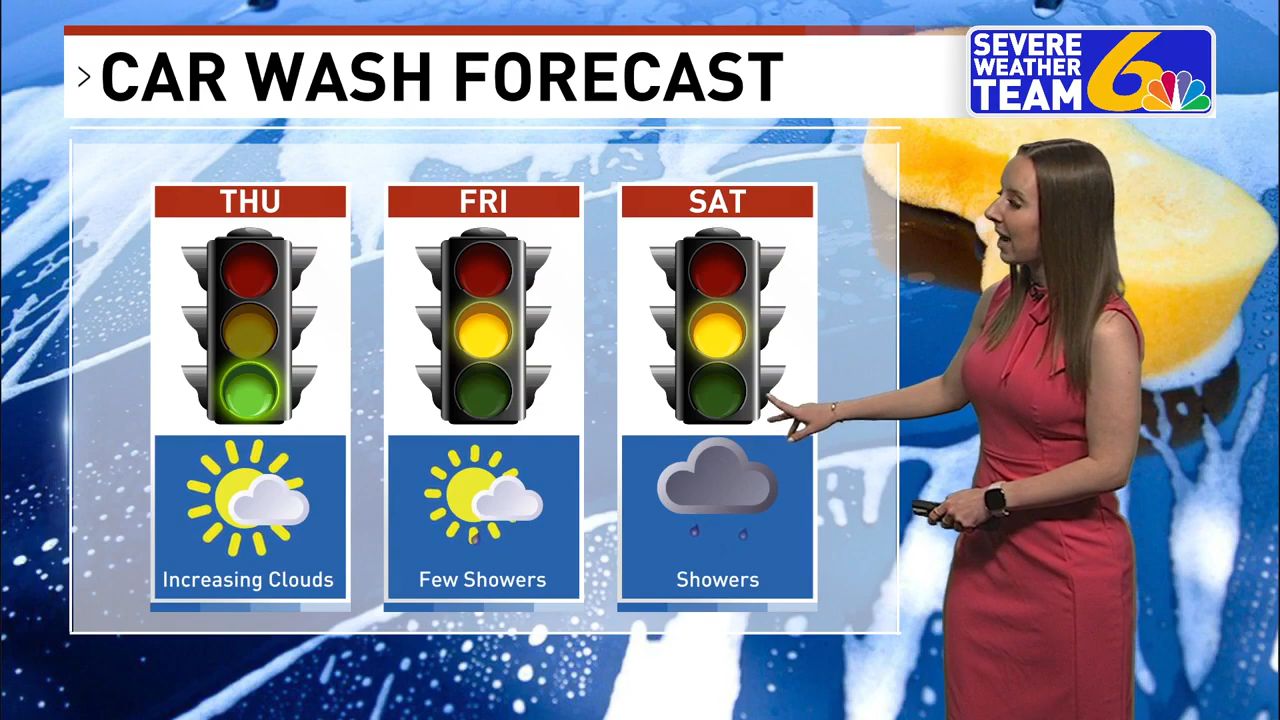 CAR WASH FORECAST
SEVERE
WEATHER
TEAM 6
THU
FRI
SAT
Increasing Clouds
Few Showers
Showers